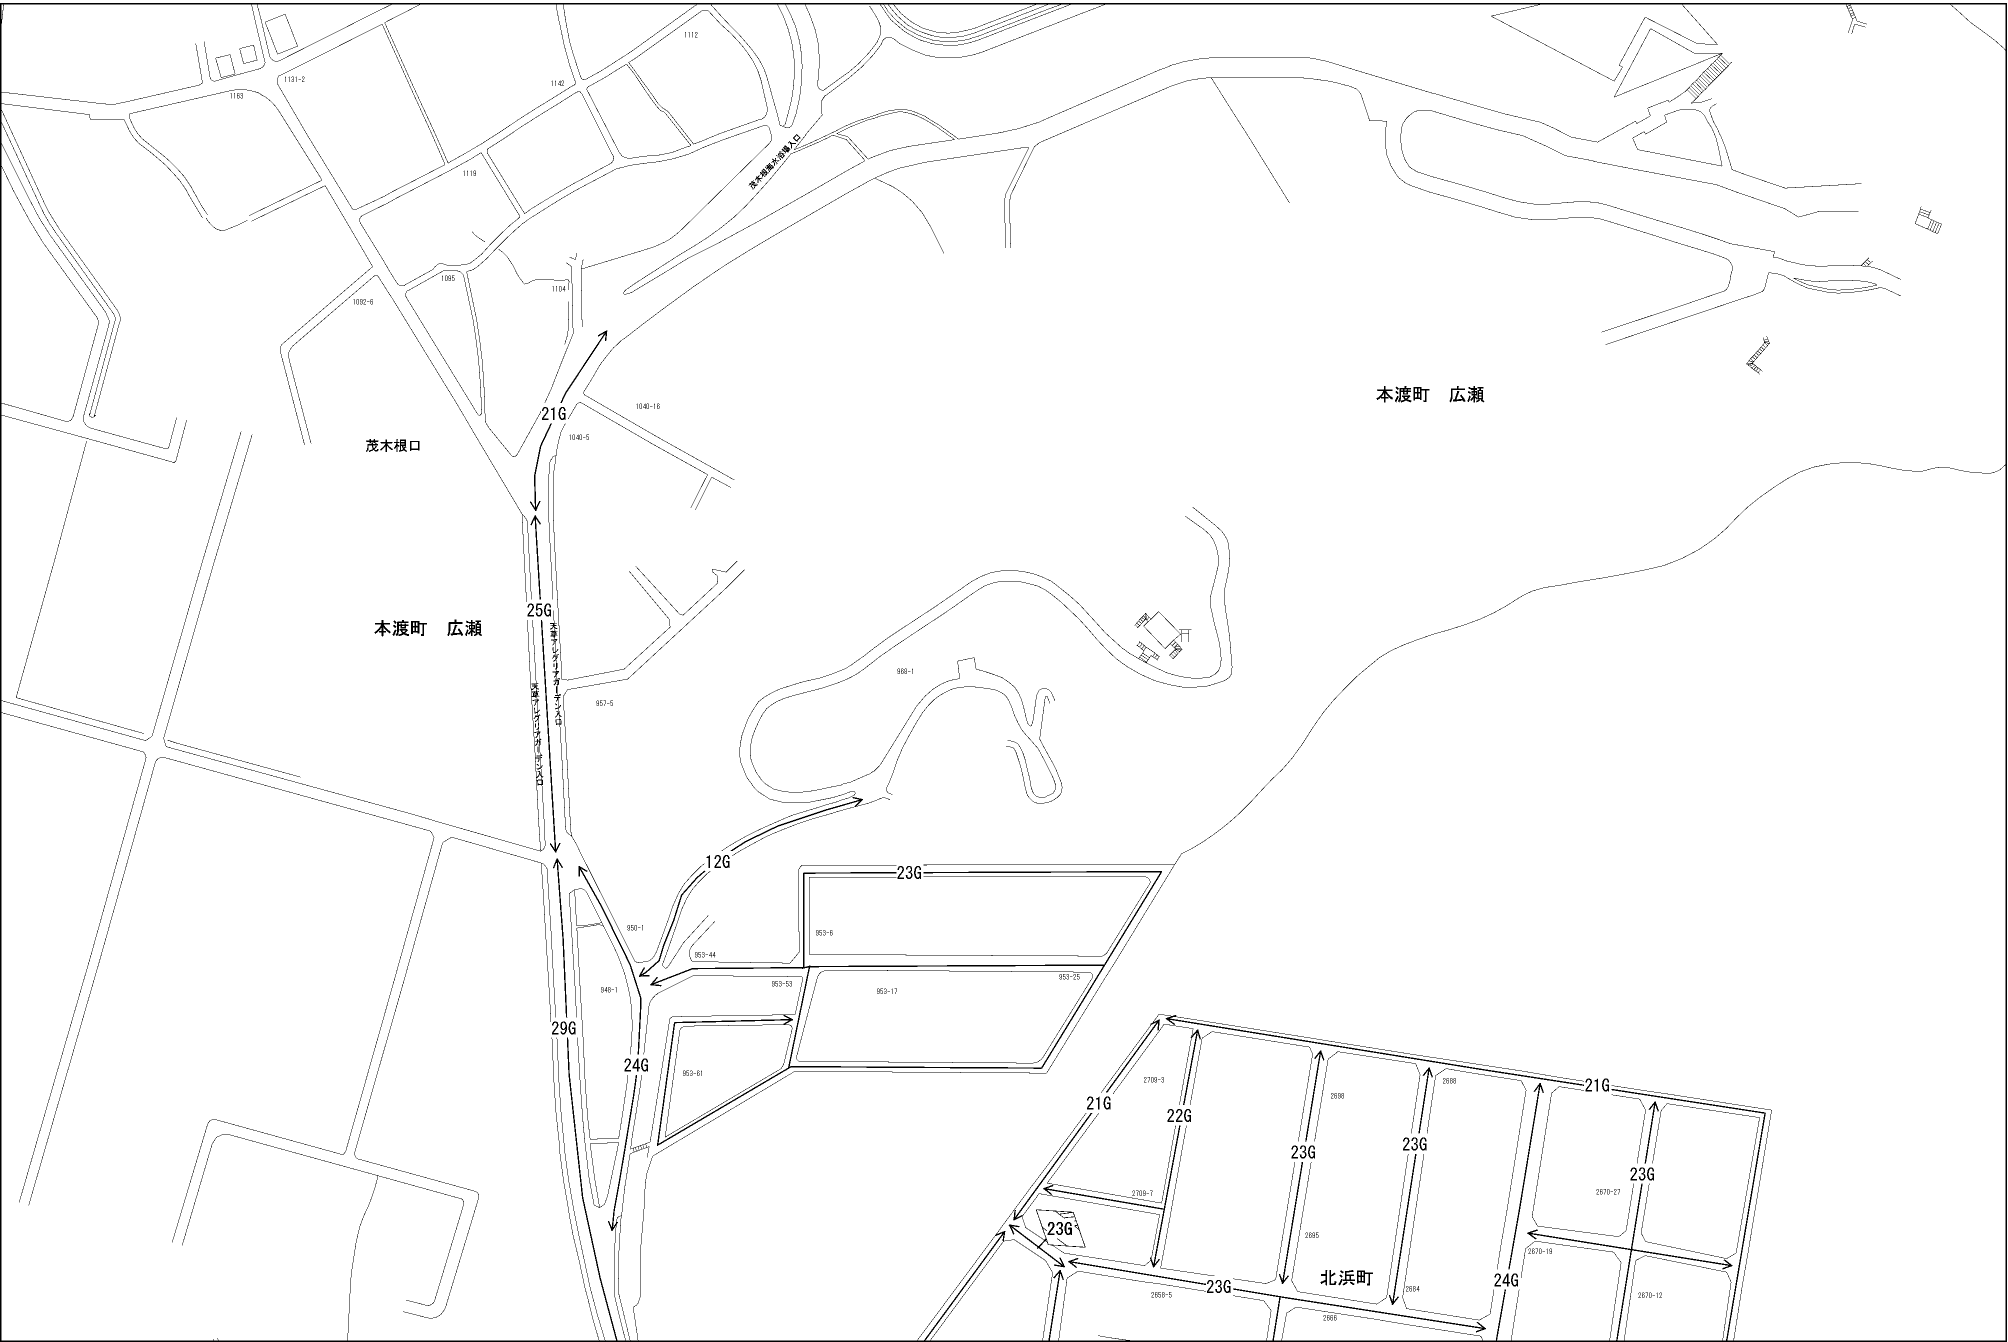 1112
1131-2
1142
1163
茂木根海水浴場入口
1119
1095
1104
1092-6
本渡町　広瀬
1040-16
21G
1040-5
茂木根口
25G
本渡町　広瀬
天草アレグリアガーデン入口
天草アレグリアガーデン入口
968-1
957-5
12G
23G
950-1
953-6
953-44
953-25
953-53
953-17
948-1
29G
24G
953-61
2709-3
2688
21G
21G
2698
22G
23G
23G
23G
2709-7
2670-27
23G
2695
2670-19
北浜町
24G
23G
2684
2658-5
2670-12
2666